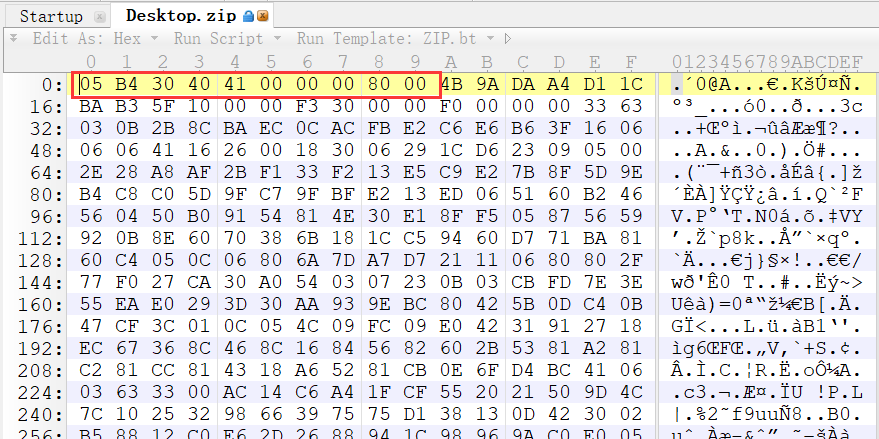 Startup Desktop.zip
Edit As: Hex Run Script Run Template: ZIP.bt
0 1 2 3 4 5 6 7 8 9 A B C D E F 0123456789ABCDEF
0: 05 B4 30 40 41 00 00 00 80 00 4B 9A DA A4 D1 1C .´0@A...€.KšÚ¤Ñ.
16: BA B3 5F 10 00 00 F3 30 00 00 F0 00 00 00 33 63 º³_...ó0..ð...3c
32: 03 0B 2B 8C BA EC 0C AC FB E2 C6 E6 B6 3F 16 06 ..+Œºì.¬ûâÆæ¶?..
48: 06 06 41 16 26 00 18 30 06 29 1C D6 23 09 05 00 ..A.&..0.).Ö#...
64: 2E 28 A8 AF 2B F1 33 F2 13 E5 C9 E2 7B 8F 5D 9E .(¨¯+ñ3ò.åÉâ{.]ž
80: B4 C8 C0 5D 9F C7 9F BF E2 13 ED 06 51 60 B2 46 ´ÈÀ]ŸÇŸ¿â.í.Q`²F
96: 56 04 50 B0 91 54 81 4E 30 E1 8F F5 05 87 56 59 V.P°‘T.N0á.õ.‡VY
112: 92 0B 8E 60 70 38 6B 18 1C C5 94 60 D7 71 BA 81 ’.Ž`p8k..Å”`×qº.
128: 60 C4 05 0C 06 80 6A 7D A7 D7 21 11 06 80 80 2F `Ä...€j}§×!..€€/
144: 77 F0 27 CA 30 A0 54 03 07 23 0B 03 CB FD 7E 3E wð'Ê0 T..#..Ëý~>
160: 55 EA E0 29 3D 30 AA 93 9E BC 80 42 5B 0D C4 0B Uêà)=0ª“ž¼€B[.Ä.
176: 47 CF 3C 01 0C 05 4C 09 FC 09 E0 42 31 91 27 18 GÏ<...L.ü.àB1‘'.
192: EC 67 36 8C 46 8C 16 84 56 82 60 2B 53 81 A2 81 ìg6ŒFŒ.„V‚`+S.¢.
208: C2 81 CC 81 43 18 A6 52 81 CB 0E 6F D4 BC 41 06 Â.Ì.C.¦R.Ë.oÔ¼A.
224: 03 63 33 00 AC 14 C6 A4 1F CF 55 20 21 50 9D 4C .c3.¬.Æ¤.ÏU !P.L
240: 7C 10 25 32 98 66 39 75 75 D1 38 13 0D 42 30 02 |.%2˜f9uuÑ8..B0.
256: B5 88 12 C0 E6 2D 26 88 94 1C 98 96 9A C0 E0 05